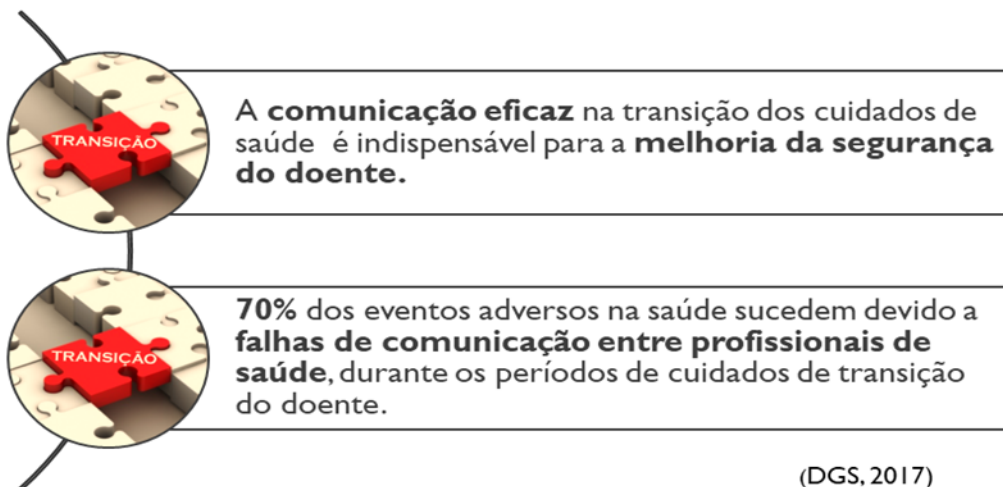 TRANSIÇÃO
A comunicação eficaz na transição dos cuidados de
saúde é indispensável para a melhoria da segurança
do doente.
TRANSIÇÃO
70% dos eventos adversos na saúde sucedem devido a
falhas de comunicação entre profissionais de
saúde, durante os períodos de cuidados de transição
do doente.
(DGS, 2017)